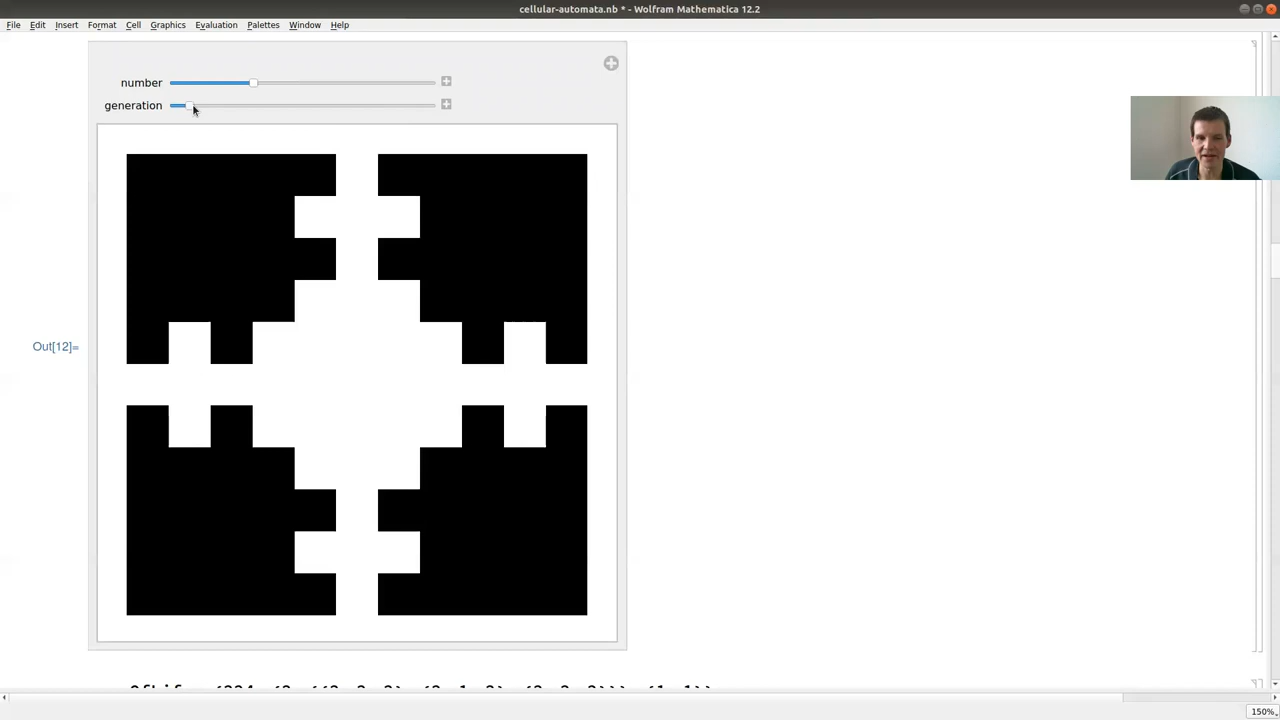 cellular-automata.nb * - Wolfram Mathematica 12.2
File Edit Insert Format Cell Graphics Evaluation Palettes Window Help
number
generation
Out[12]=
150%